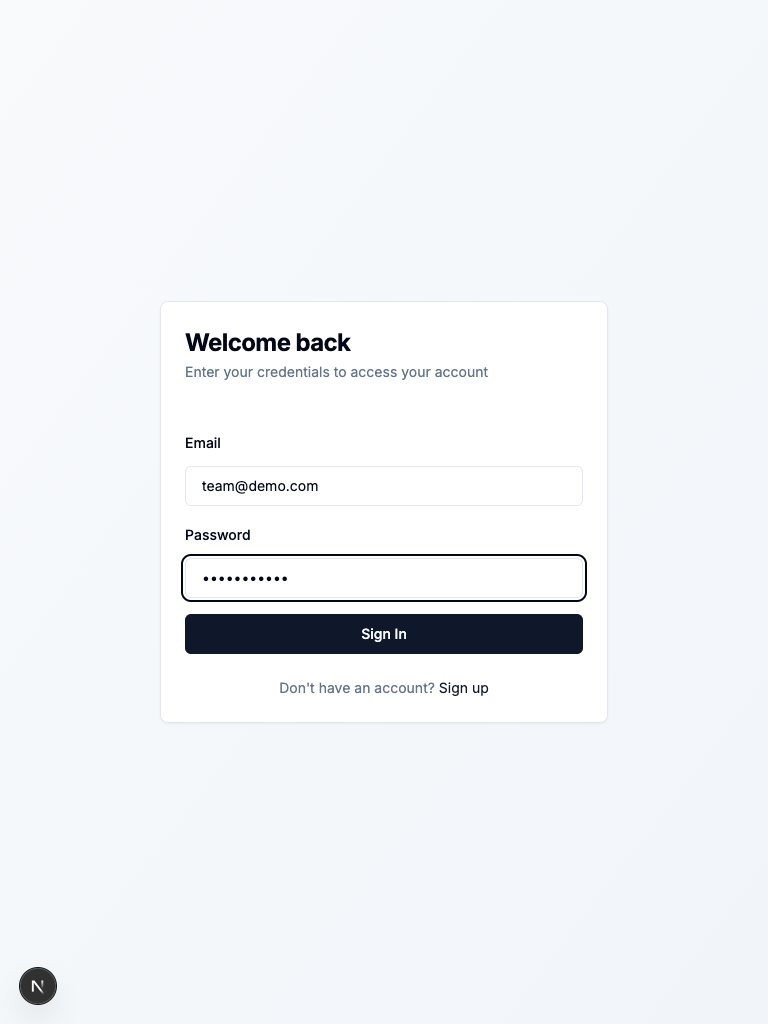 Welcome back
Enter your credentials to access your account
Email
team@demo.com
Password
•••••••••••
Sign In
Don't have an account? Sign up
N